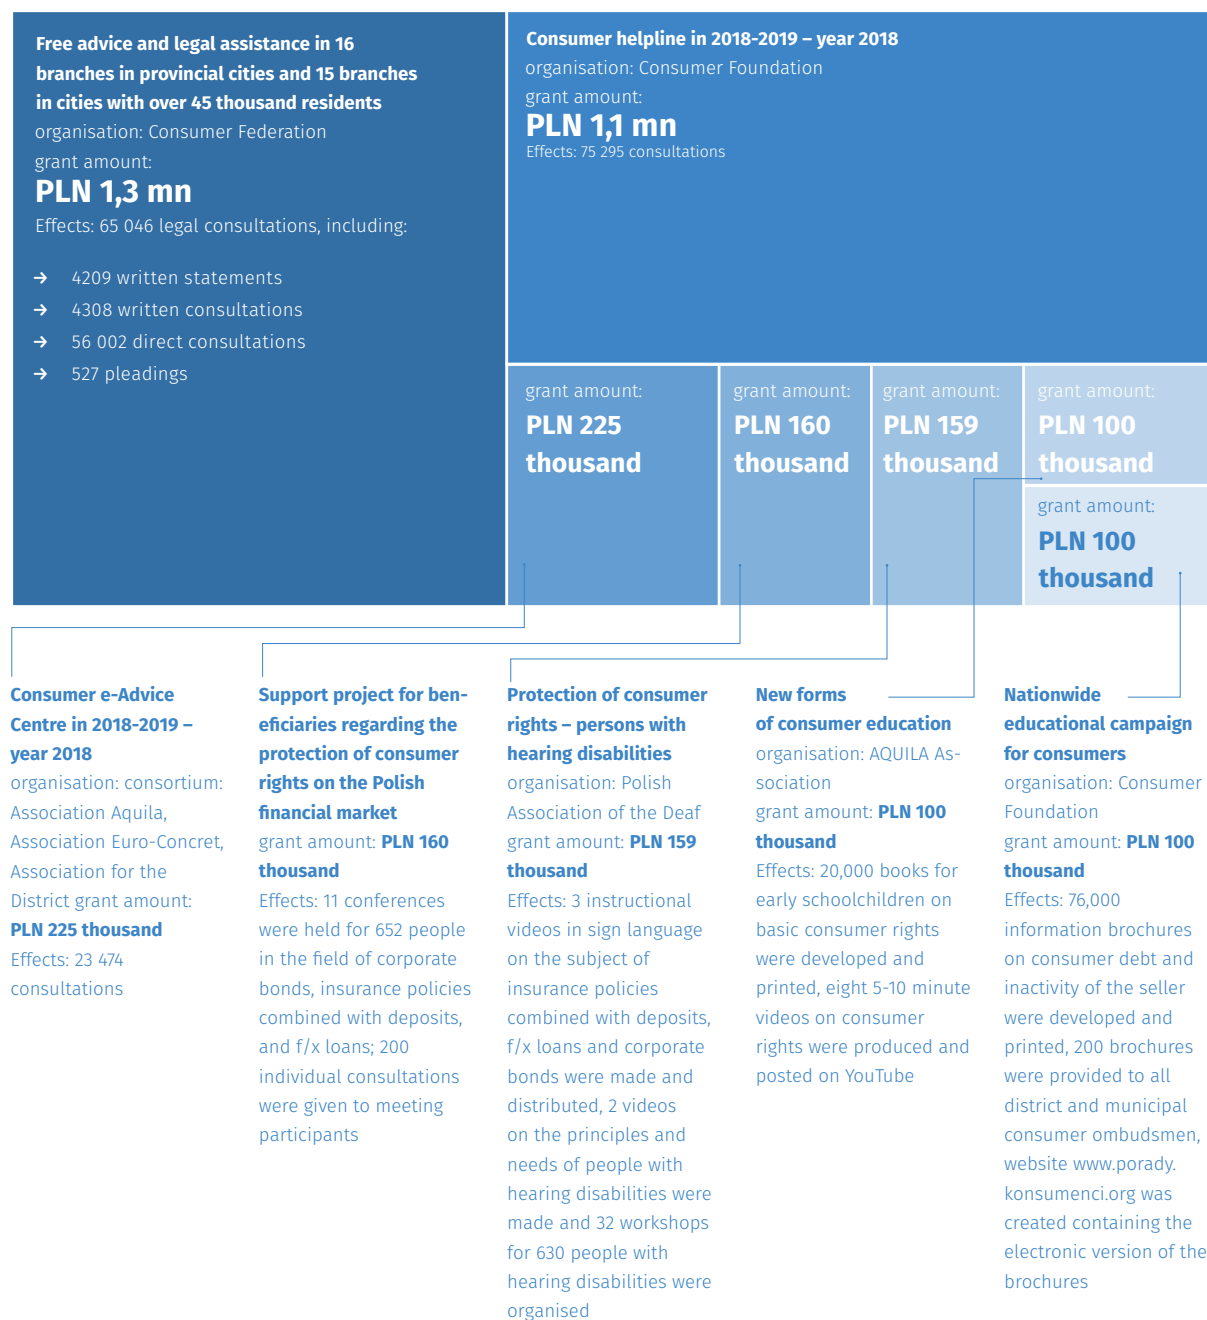 Free advice and legal assistance in 16
branches in provincial cities and 15 branches
in cities with over 45 thousand residents
organisation: Consumer Federation
grant amount:
PLN 1,3 mn
Effects: 65 046 legal consultations, including:
→ 4209 written statements
→ 4308 written consultations
→ 56 002 direct consultations
→ 527 pleadings
Consumer helpline in 2018-2019 – year 2018
organisation: Consumer Foundation
grant amount:
PLN 1,1 mn
Effects: 75 295 consultations
grant amount:
PLN 225
thousand
grant amount:
PLN 160
thousand
grant amount:
PLN 159
thousand
grant amount:
PLN 100
thousand
grant amount:
PLN 100
thousand
Consumer e-Advice
Centre in 2018-2019 –
year 2018
organisation: consortium:
Association Aquila,
Association Euro-Concret,
Association for the
District grant amount:
PLN 225 thousand
Effects: 23 474
consultations
Support project for ben-
eficiaries regarding the
protection of consumer
rights on the Polish
financial market
grant amount: PLN 160
thousand
Effects: 11 conferences
were held for 652 people
in the field of corporate
bonds, insurance policies
combined with deposits,
and f/x loans; 200
individual consultations
were given to meeting
participants
Protection of consumer
rights – persons with
hearing disabilities
organisation: Polish
Association of the Deaf
grant amount: PLN 159
thousand
Effects: 3 instructional
videos in sign language
on the subject of
insurance policies
combined with deposits,
f/x loans and corporate
bonds were made and
distributed, 2 videos
on the principles and
needs of people with
hearing disabilities were
made and 32 workshops
for 630 people with
hearing disabilities were
organised
New forms
of consumer education
organisation: AQUILA As-
sociation
grant amount: PLN 100
thousand
Effects: 20,000 books for
early schoolchildren on
basic consumer rights
were developed and
printed, eight 5-10 minute
videos on consumer
rights were produced and
posted on YouTube
Nationwide
educational campaign
for consumers
organisation: Consumer
Foundation
grant amount: PLN 100
thousand
Effects: 76,000
information brochures
on consumer debt and
inactivity of the seller
were developed and
printed, 200 brochures
were provided to all
district and municipal
consumer ombudsmen,
website www.porady.
konsumenci.org was
created containing the
electronic version of the
brochures